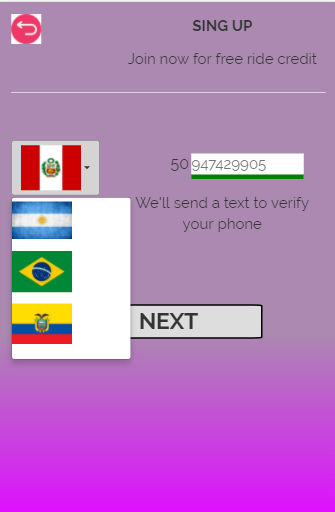 SING UP
Join now for free ride credit
50 947429905
We'll send a text to verify
your phone
NEXT